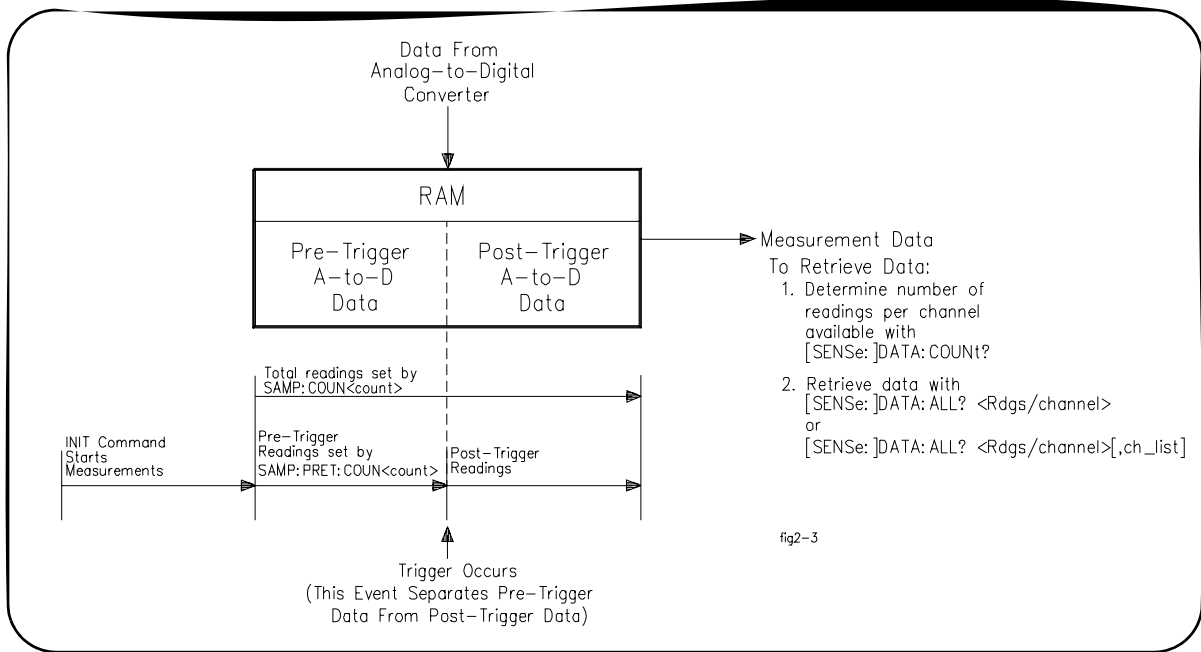 Data From
Analog-to-Digital
Converter
RAM
Pre-Trigger
A-to-D
Data
Post-Trigger
A-to-D
Data
Measurement Data
To Retrieve Data:
1. Determine number of
readings per channel
available with
[SENSe:]DATA:COUNt?
2. Retrieve data with
[SENSe:]DATA:ALL? <Rdgs/channel>
or
[SENSe:]DATA:ALL? <Rdgs/channel>[,ch_list]
Total readings set by
SAMP:COUN<count>
INIT Command
Starts
Measurements
Pre-Trigger
Readings set by
SAMP:PRET:COUN<count>
Post-Trigger
Readings
Trigger Occurs
(This Event Separates Pre-Trigger
Data From Post-Trigger Data)
fig2-3